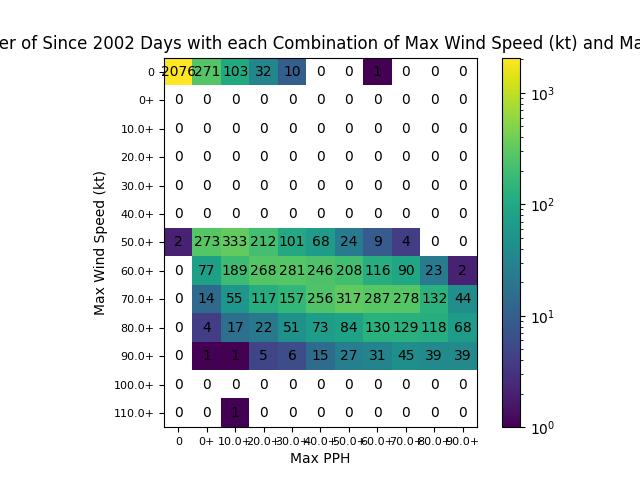 er of Since 2002 Days with each Combination of Max Wind Speed (kt) and Ma
0 2076 271 103 32 10 0 0 1 0 0 0
0+ 0 0 0 0 0 0 0 0 0 0 0
10.0+ 0 0 0 0 0 0 0 0 0 0 0
20.0+ 0 0 0 0 0 0 0 0 0 0 0
30.0+ 0 0 0 0 0 0 0 0 0 0 0
40.0+ 0 0 0 0 0 0 0 0 0 0 0
50.0+ 2 273 333 212 101 68 24 9 4 0 0
60.0+ 0 77 189 268 281 246 208 116 90 23 2
70.0+ 0 14 55 117 157 256 317 287 278 132 44
80.0+ 0 4 17 22 51 73 84 130 129 118 68
90.0+ 0 1 1 5 6 15 27 31 45 39 39
100.0+ 0 0 0 0 0 0 0 0 0 0 0
110.0+ 0 0 1 0 0 0 0 0 0 0 0
0 0+ 10.0+ 20.0+ 30.0+ 40.0+ 50.0+ 60.0+ 70.0+ 80.0+ 90.0+
Max PPH
Max Wind Speed (kt)
10³
10²
10¹
10⁰